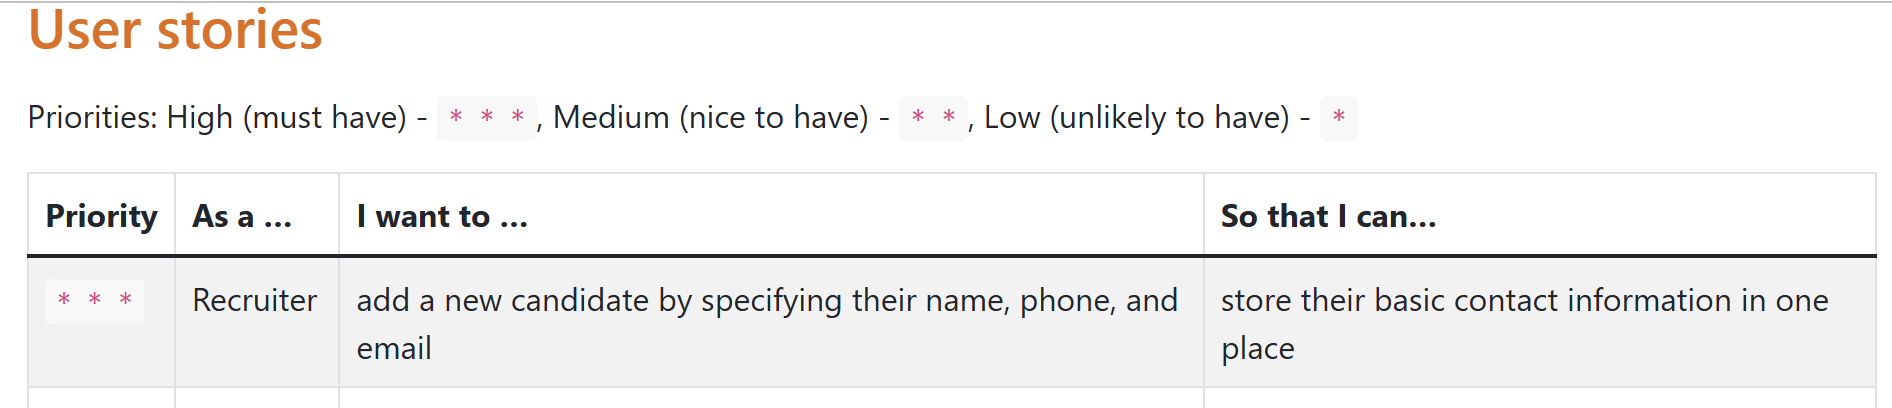 User stories
Priorities: High (must have) - * * *, Medium (nice to have) - * *, Low (unlikely to have) - *
Priority As a … I want to … So that I can…
* * * Recruiter add a new candidate by specifying their name, phone, and store their basic contact information in one
email place